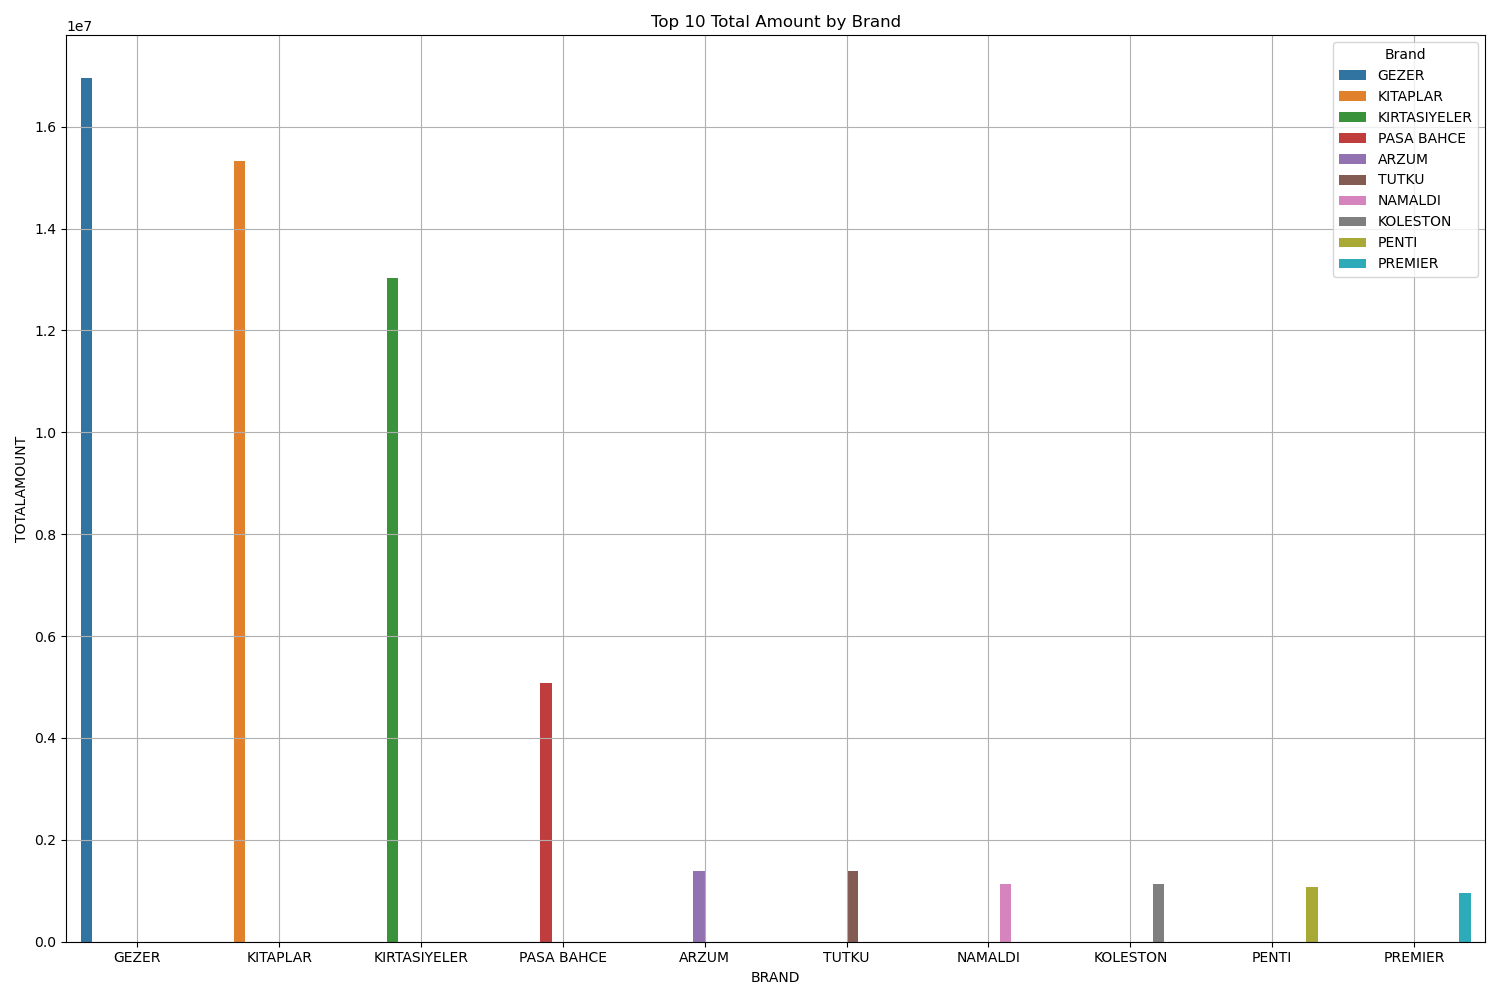 Top 10 Total Amount by Brand
1e7
Brand
GEZER
KITAPLAR
KIRTASIYELER
PASA BAHCE
ARZUM
TUTKU
NAMALDI
KOLESTON
PENTI
PREMIER
1.6
1.4
1.2
1.0
0.8
0.6
0.4
0.2
0.0
TOTALAMOUNT
GEZER KITAPLAR KIRTASIYELER PASA BAHCE ARZUM TUTKU NAMALDI KOLESTON PENTI PREMIER
BRAND